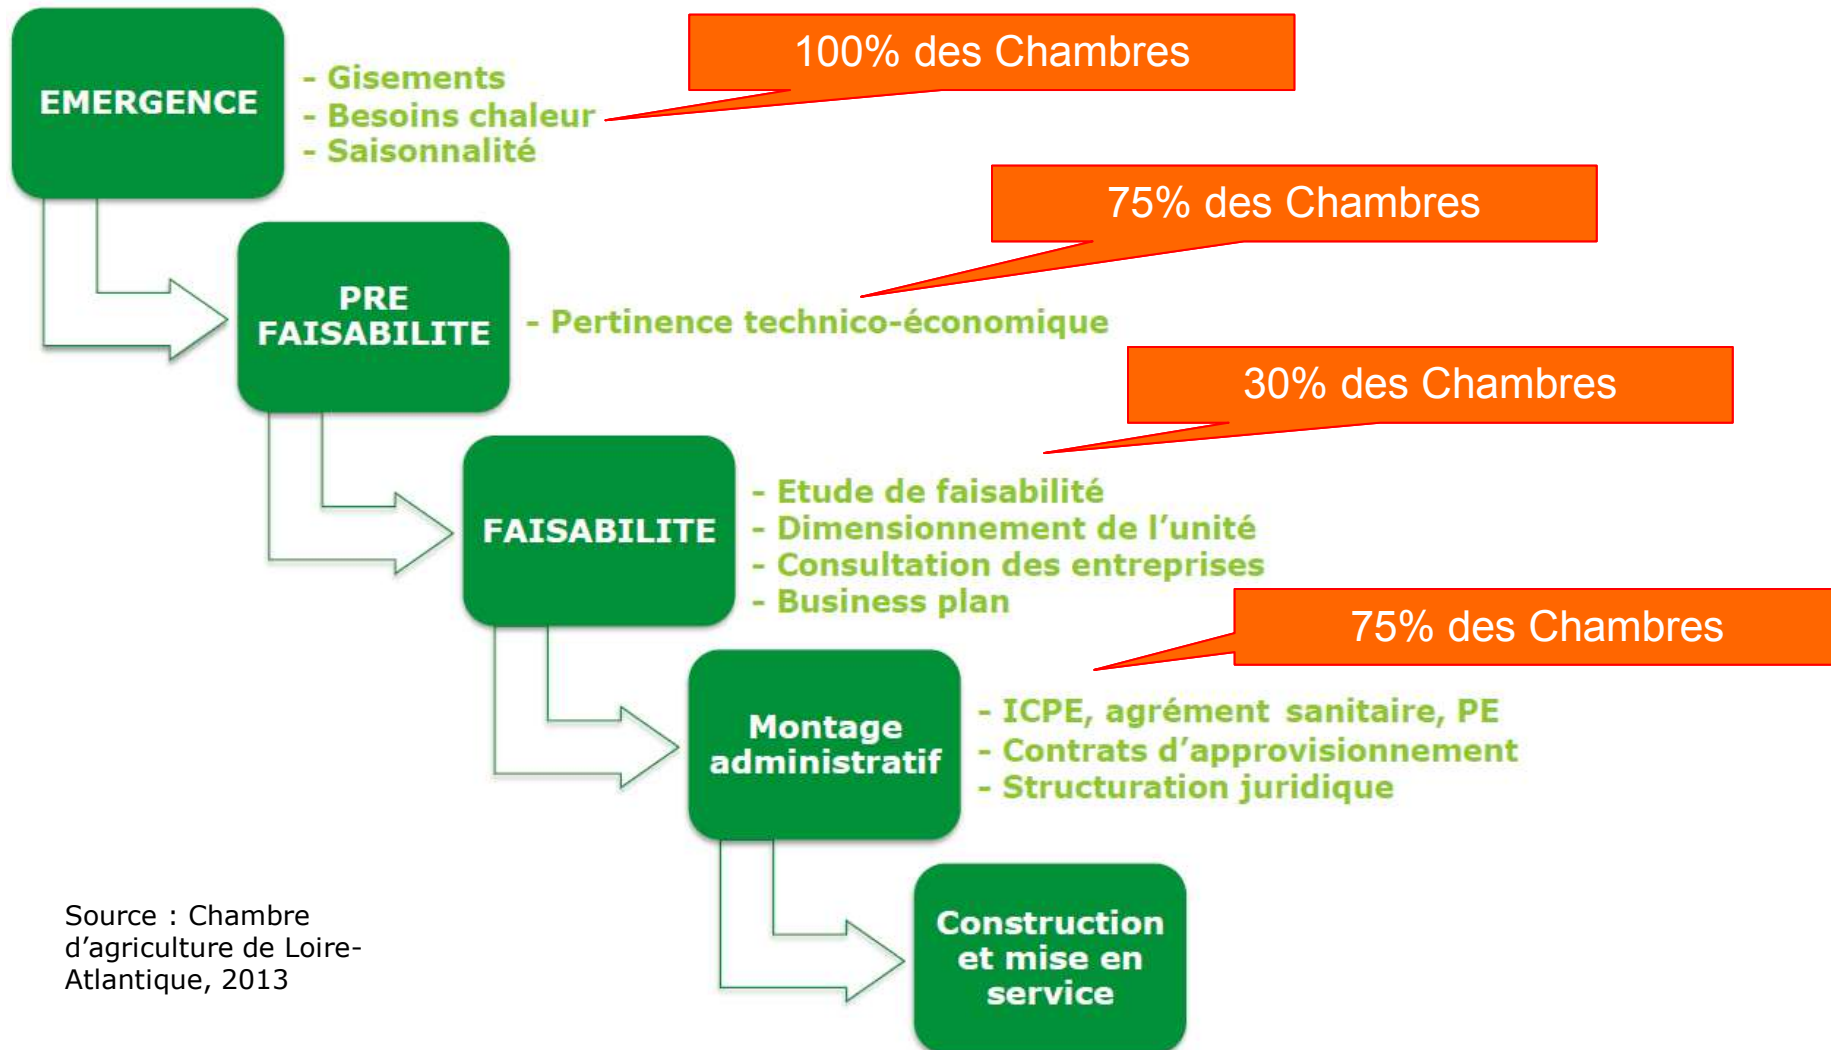 100% des Chambres
EMERGENCE
- Gisements
- Besoins chaleur
- Saisonnalité
75% des Chambres
PRE
FAISABILITE
- Pertinence technico-économique
30% des Chambres
FAISABILITE
- Etude de faisabilité
- Dimensionnement de l’unité
- Consultation des entreprises
- Business plan
75% des Chambres
Montage
administratif
- ICPE, agrément sanitaire, PE
- Contrats d’approvisionnement
- Structuration juridique
Construction
et mise en
service
Source : Chambre
d’agriculture de Loire-
Atlantique, 2013